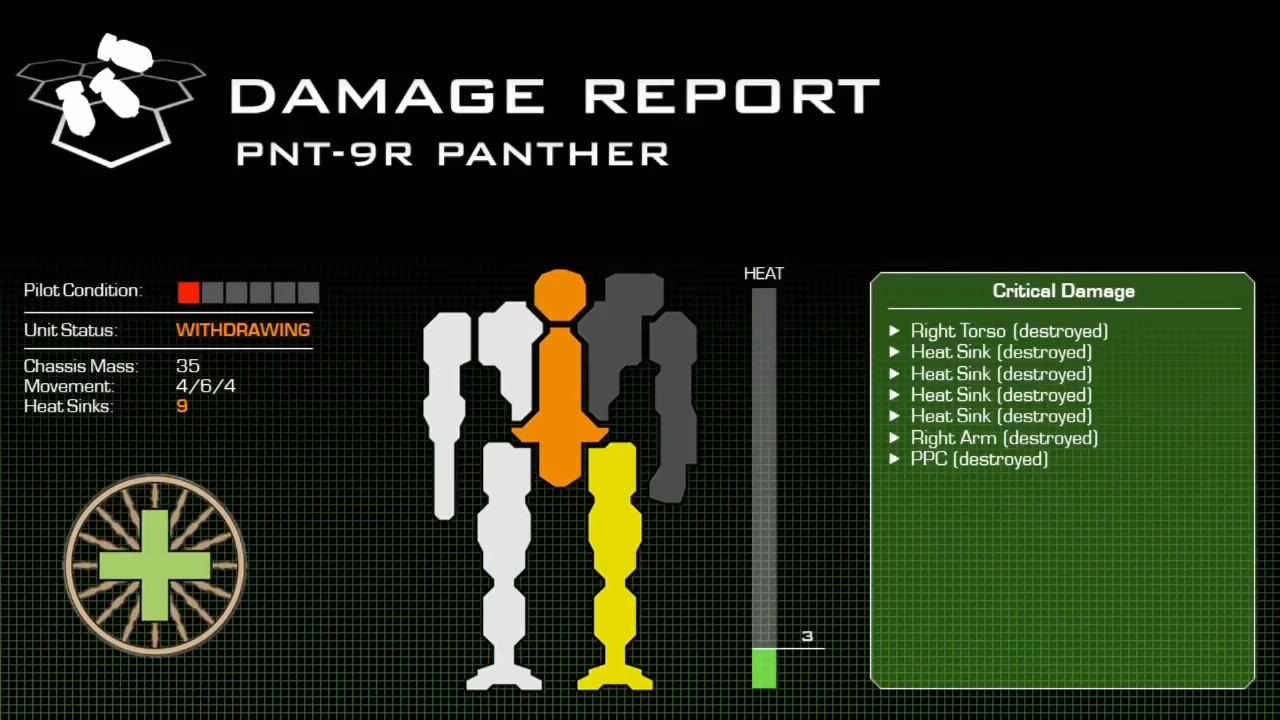 DAMAGE REPORT
PNT-9R PANTHER
Pilot Condition:
Unit Status: WITHDRAWING
Chassis Mass: 35
Movement: 4/6/4
Heat Sinks: 9
HEAT
3
Critical Damage
Right Torso (destroyed)
Heat Sink (destroyed)
Heat Sink (destroyed)
Heat Sink (destroyed)
Heat Sink (destroyed)
Right Arm (destroyed)
PPC (destroyed)